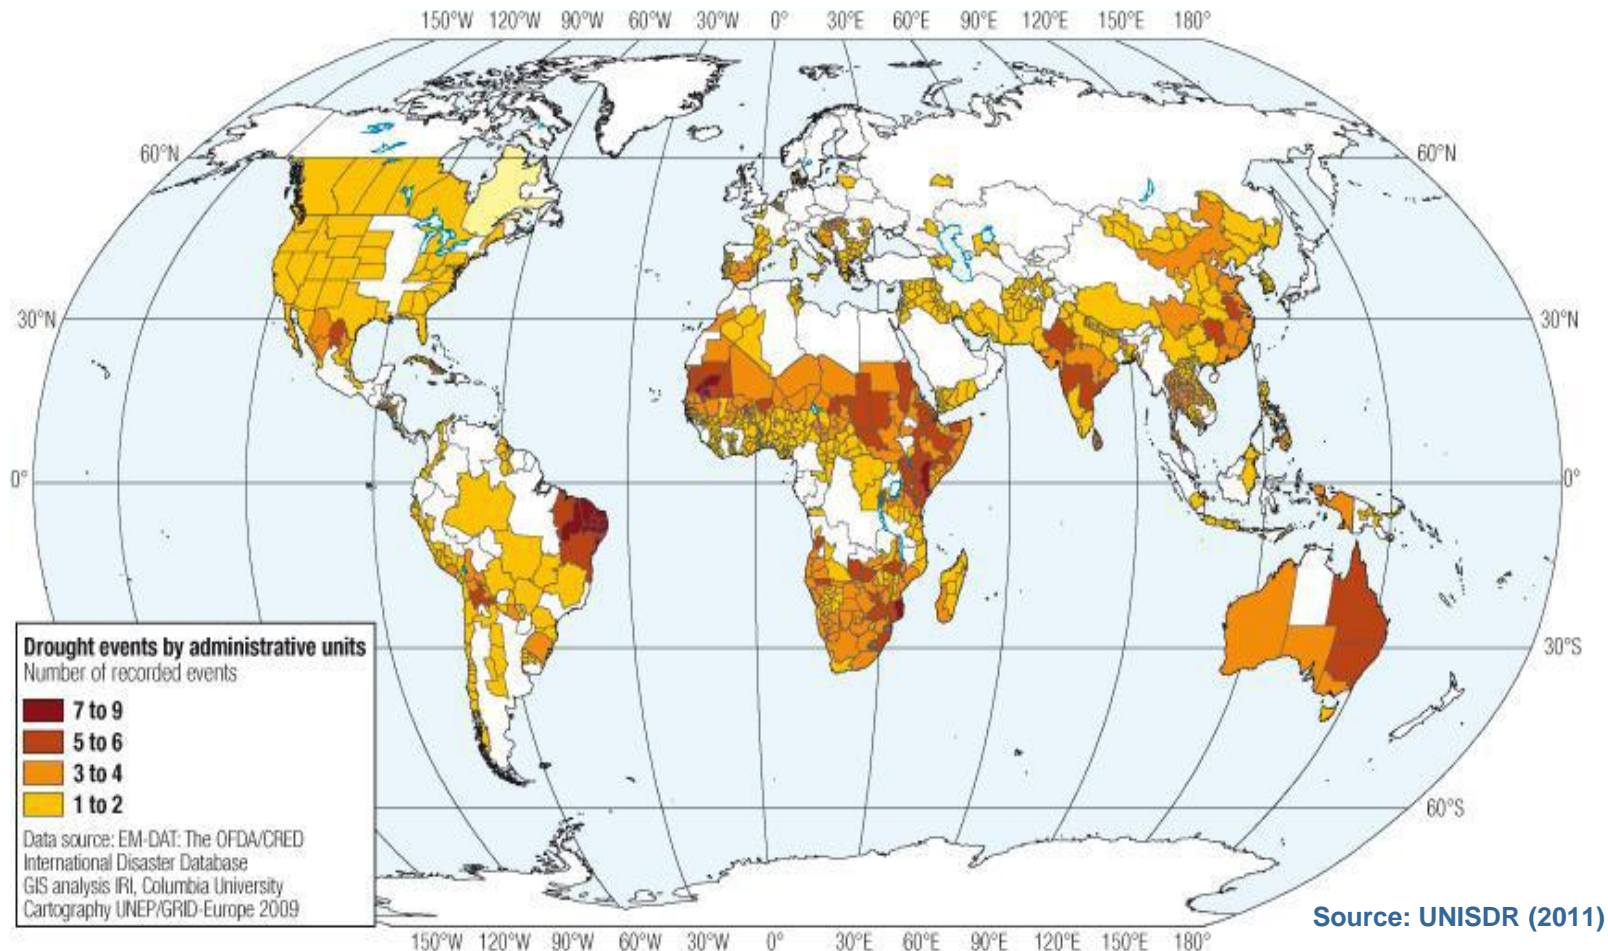 150°W 120°W 90°W 60°W 30°W 0° 30°E 60°E 90°E 120°E 150°E 180°
60°N 60°N
30°N 30°N
0° 0°
30°S
60°S
Drought events by administrative units
Number of recorded events
7 to 9
5 to 6
3 to 4
1 to 2
Data source: EM-DAT: The OFDA/CRED
International Disaster Database
GIS analysis IRI, Columbia University
Cartography UNEP/GRID-Europe 2009
Source: UNISDR (2011)
150°W 120°W 90°W 60°W 30°W 0° 30°E 60°E 90°E 120°E 150°E 180°